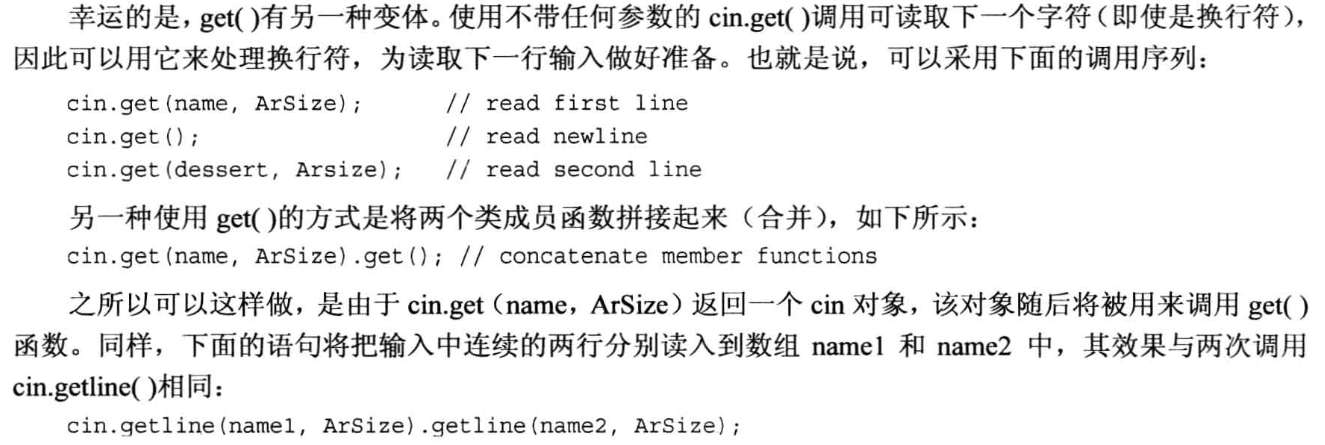 幸运的是，get( )有另一种变体。使用不带任何参数的 cin.get( )调用可读取下一个字符（即使是换行符），
因此可以用它来处理换行符，为读取下一行输入做好准备。也就是说，可以采用下面的调用序列：
cin.get(name, ArSize);      // read first line
cin.get();                  // read newline
cin.get(dessert, Arsize);   // read second line
另一种使用 get( )的方式是将两个类成员函数拼接起来（合并），如下所示：
cin.get(name, ArSize).get(); // concatenate member functions
之所以可以这样做，是由于 cin.get（name，ArSize）返回一个 cin 对象，该对象随后将被用来调用 get( )
函数。同样，下面的语句将把输入中连续的两行分别读入到数组 name1 和 name2 中，其效果与两次调用
cin.getline( )相同：
cin.getline(name1, ArSize).getline(name2, ArSize);